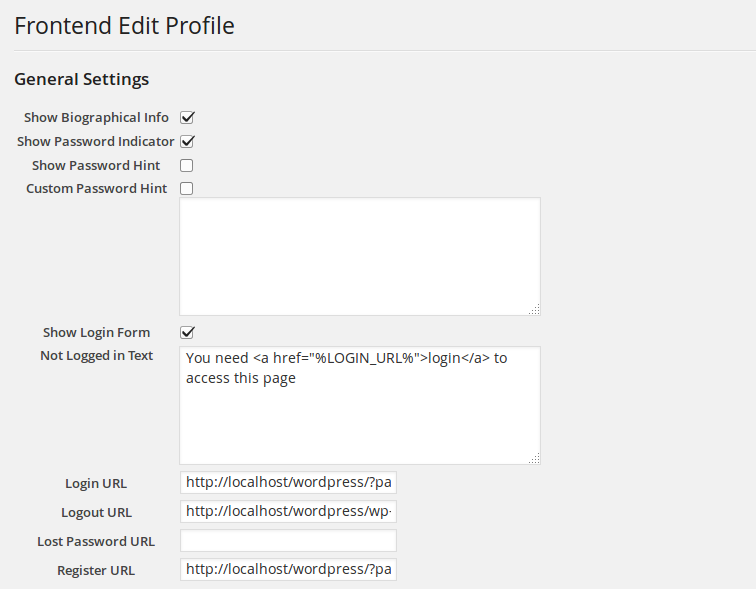 Frontend Edit Profile
General Settings
Show Biographical Info
Show Password Indicator
Show Password Hint
Custom Password Hint
Show Login Form
Not Logged in Text
You need <a href="%LOGIN_URL%">login</a> to
access this page
Login URL http://localhost/wordpress/?pa
Logout URL http://localhost/wordpress/wp-
Lost Password URL
Register URL http://localhost/wordpress/?pa